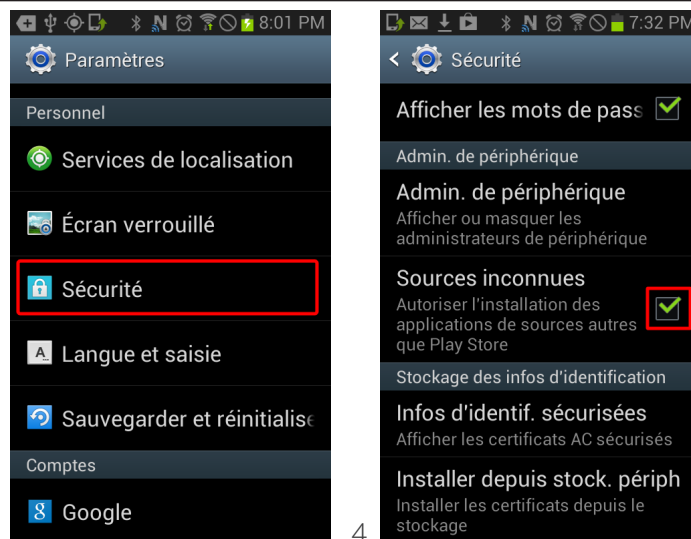 8:01 PM
Paramètres
Personnel
Services de localisation
Écran verrouillé
Sécurité
A Langue et saisie
Sauvegarder et réinitialise
Comptes
8 Google
4
7:32 PM
Sécurité
Afficher les mots de pass
Admin. de périphérique
Admin. de périphérique
Afficher ou masquer les
administrateurs de périphérique
Sources inconnues
Autoriser l'installation des
applications de sources autres
que Play Store
Stockage des infos d'identification
Infos d'identif. sécurisées
Afficher les certificats AC sécurisés
Installer depuis stock. périph
Installer les certificats depuis le
stockage